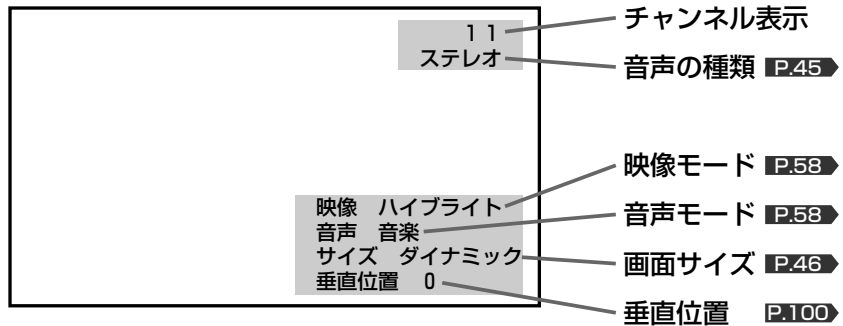 １１
ステレオ
映像　ハイブライト
音声　音楽
サイズ　ダイナミック
垂直位置　0
チャンネル表示
音声の種類 P.45
映像モード P.58
音声モード P.58
画面サイズ P.46
垂直位置 P.100